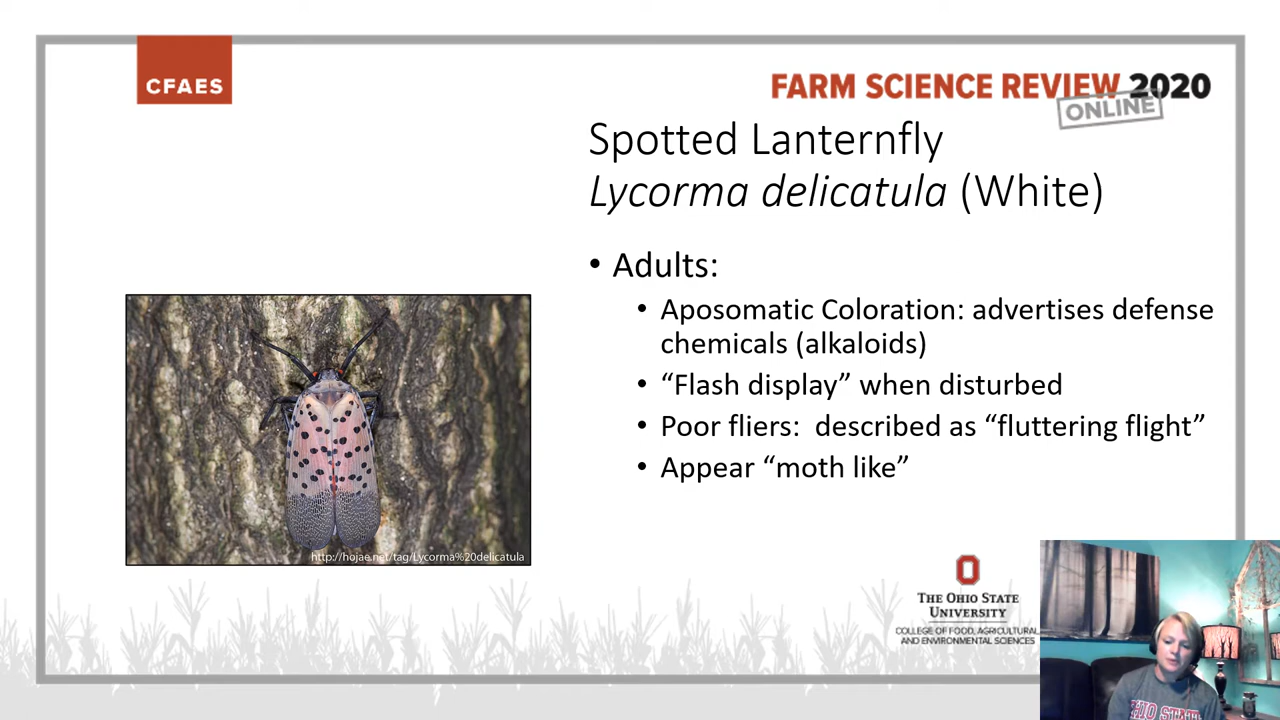 CFAES
FARM SCIENCE REVIEW 2020
ONLINE
Spotted Lanternfly
Lycorma delicatula (White)
• Adults:
• Aposomatic Coloration: advertises defense
chemicals (alkaloids)
• “Flash display” when disturbed
• Poor fliers:  described as “fluttering flight”
• Appear “moth like”
http://hojae.net/tag/Lycorma%20delicatula
THE OHIO STATE
UNIVERSITY
COLLEGE OF FOOD, AGRICULTURAL,
AND ENVIRONMENTAL SCIENCES
OHIO STATE